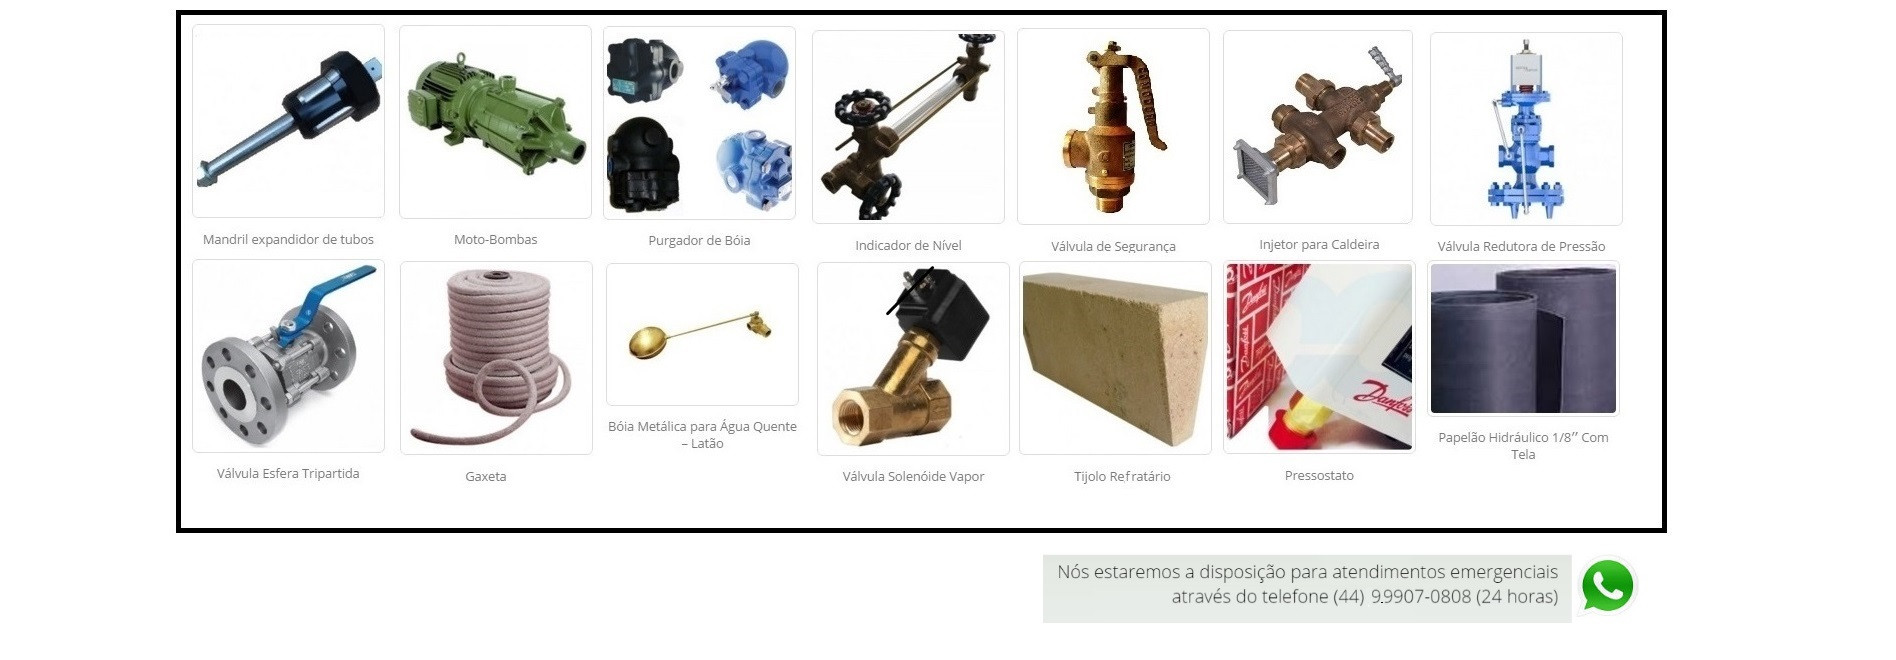 Mandril expandidor de tubos
Moto-Bombas
Purgador de Bóia
Indicador de Nível
Válvula de Segurança
Injetor para Caldeira
Válvula Redutora de Pressão
Válvula Esfera Tripartida
Gaxeta
Bóia Metálica para Água Quente
– Latão
Válvula Solenóide Vapor
Tijolo Refratário
Danfoss
Pressostato
Papelão Hidráulico 1/8″ Com
Tela
Nós estaremos a disposição para atendimentos emergenciais
através do telefone (44) 9.9907-0808 (24 horas)